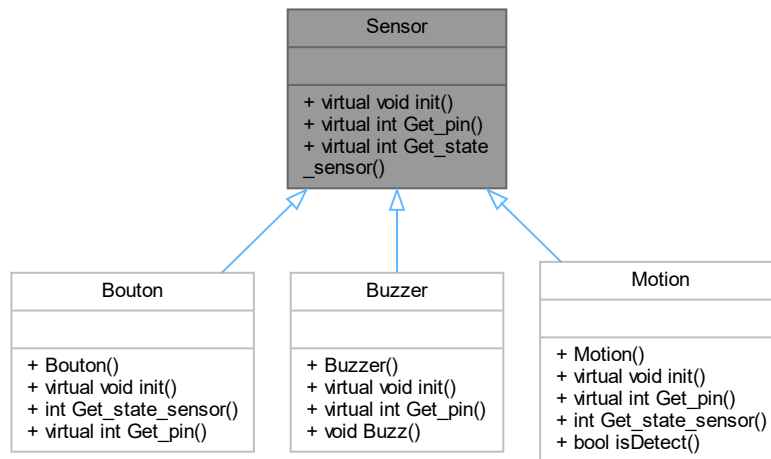 Sensor
+ virtual void init()
+ virtual int Get_pin()
+ virtual int Get_state
_sensor()
Bouton
+ Bouton()
+ virtual void init()
+ int Get_state_sensor()
+ virtual int Get_pin()
Buzzer
+ Buzzer()
+ virtual void init()
+ virtual int Get_pin()
+ void Buzz()
Motion
+ Motion()
+ virtual void init()
+ virtual int Get_pin()
+ int Get_state_sensor()
+ bool isDetect()